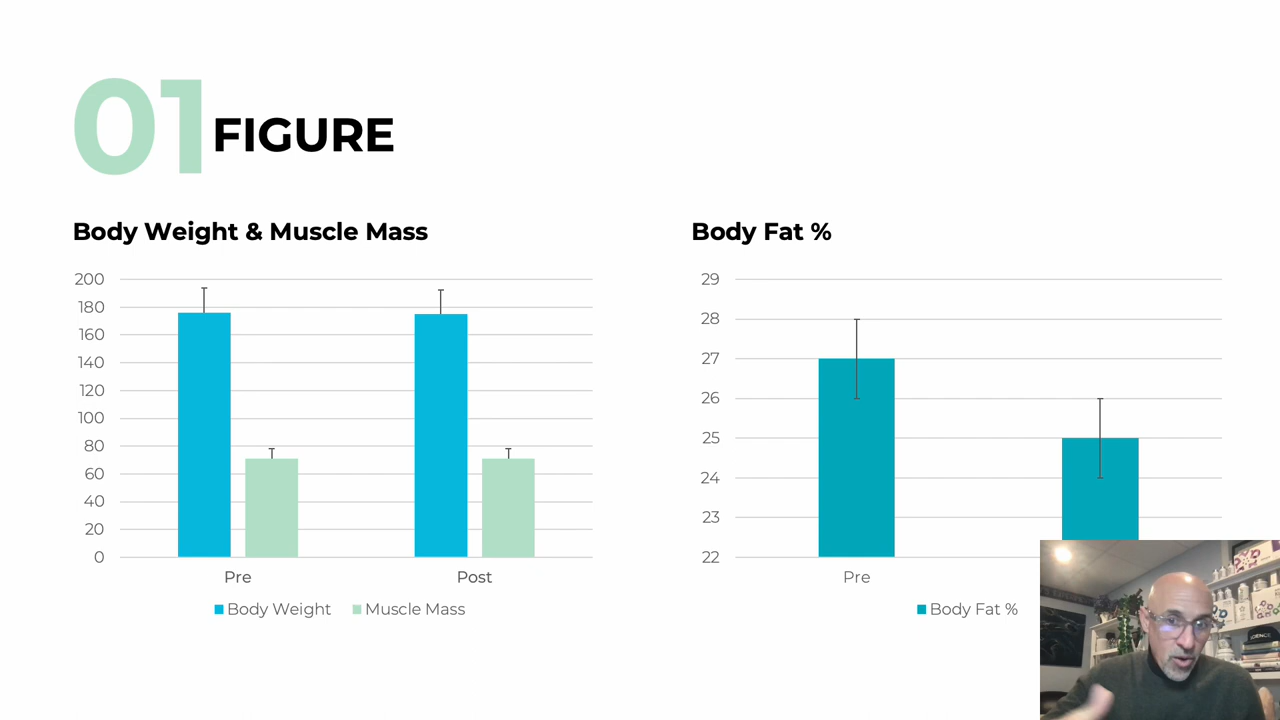 01 FIGURE
Body Weight & Muscle Mass
200
180
160
140
120
100
80
60
40
20
0
Pre Post
Body Weight Muscle Mass
Body Fat %
29
28
27
26
25
24
23
22
Pre
Body Fat %
SCIENCE